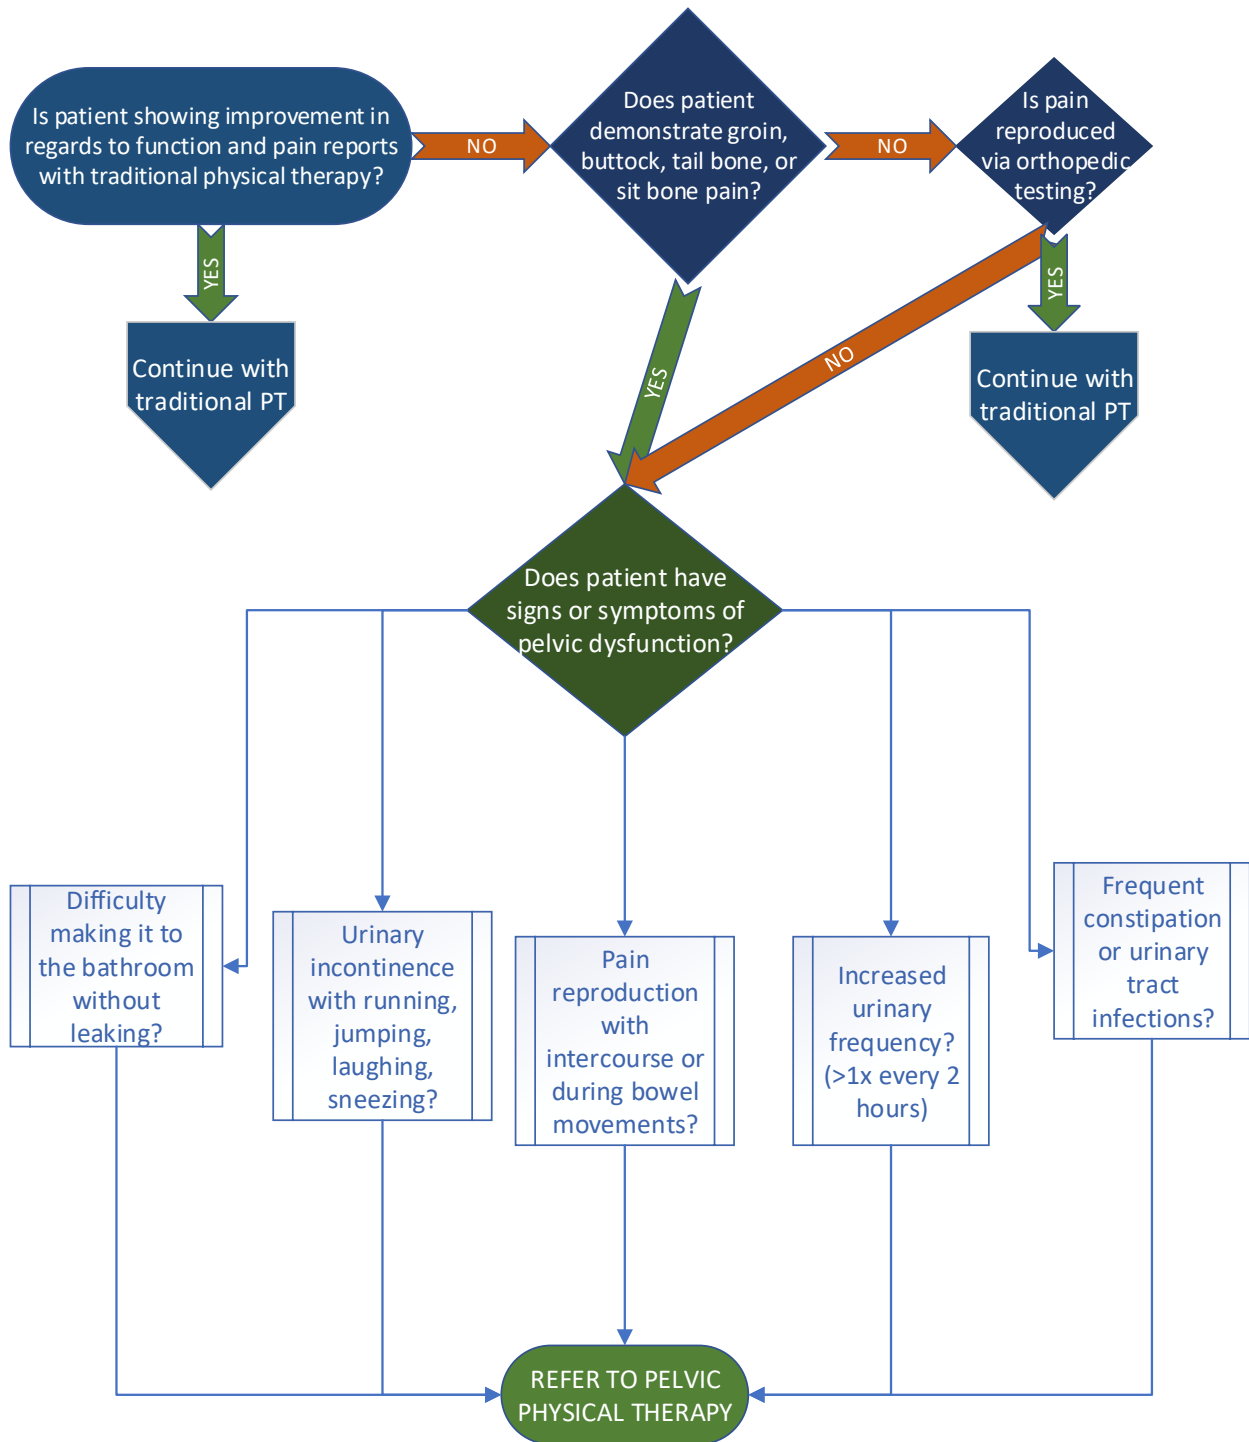 Is patient showing improvement in
regards to function and pain reports
with traditional physical therapy?
NO
Does patient
demonstrate groin,
buttock, tail bone, or
sit bone pain?
NO
Is pain
reproduced
via orthopedic
testing?
YES
Continue with
traditional PT
YES
NO
YES
Continue with
traditional PT
Does patient have
signs or symptoms of
pelvic dysfunction?
Difficulty
making it to
the bathroom
without
leaking?
Urinary
incontinence
with running,
jumping,
laughing,
sneezing?
Pain
reproduction
with
intercourse or
during bowel
movements?
Increased
urinary
frequency?
(>1x every 2
hours)
Frequent
constipation
or urinary
tract
infections?
REFER TO PELVIC
PHYSICAL THERAPY